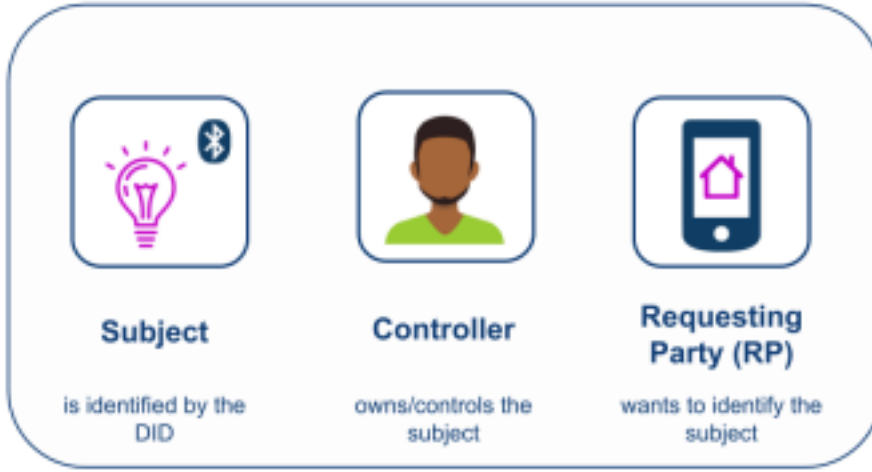 Subject
is identified by the
DID
Controller
owns/controls the
subject
Requesting
Party (RP)
wants to identify the
subject